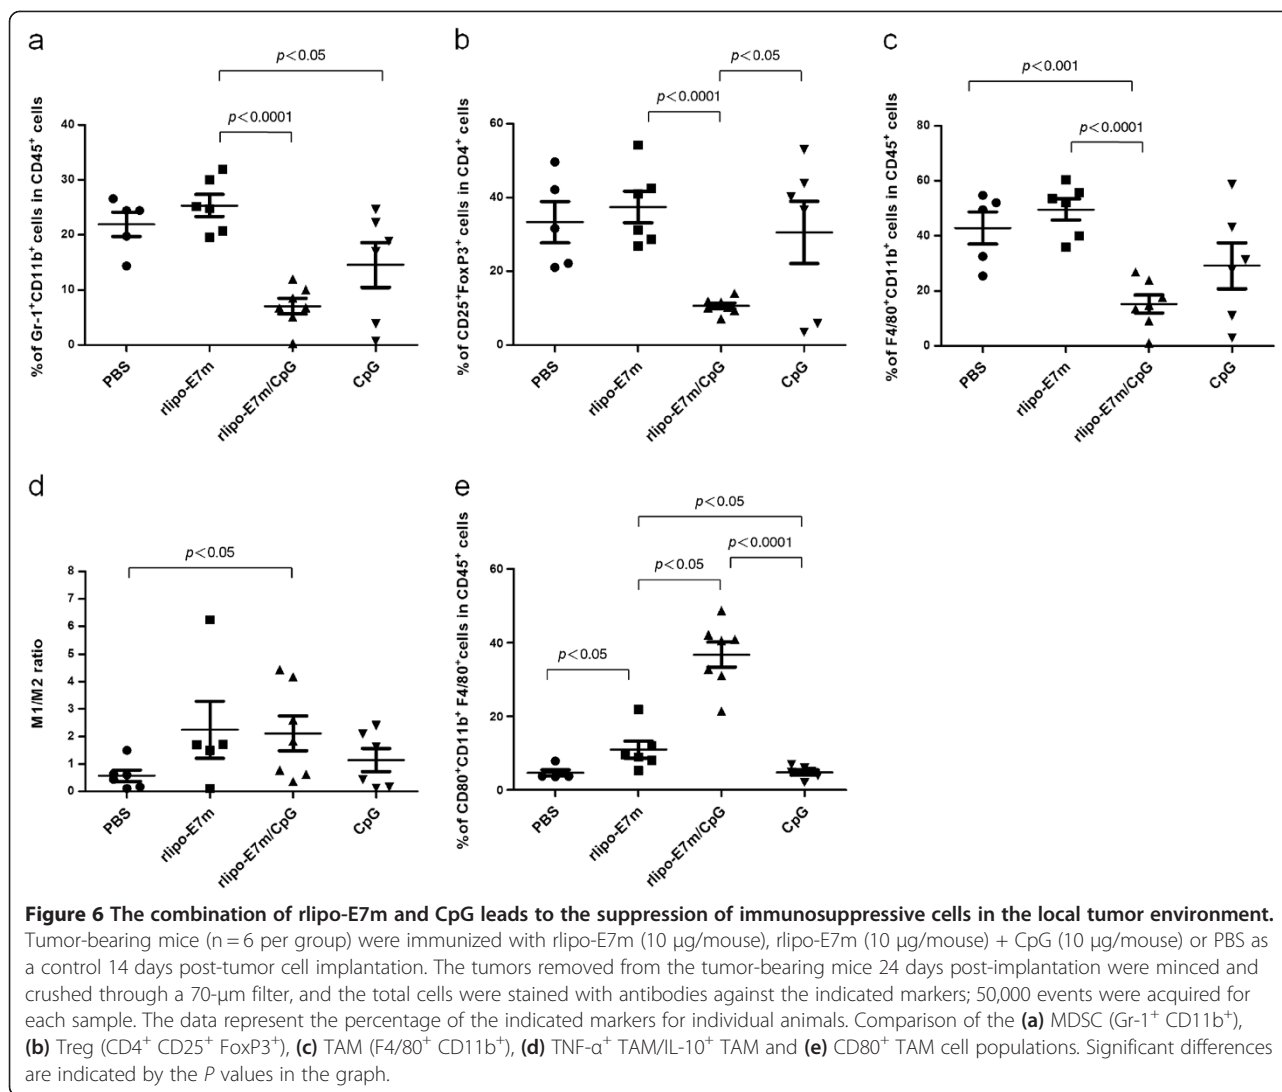 a
p<0.05
p<0.0001
% of Gr-1⁺CD11b⁺ cells in CD45⁺ cells
40
30
20
10
0
PBS
rlipo-E7m
rlipo-E7m/CpG
CpG
b
p<0.05
p<0.0001
% of CD25⁺FoxP3⁺ cells in CD4⁺ cells
60
40
20
0
PBS
rlipo-E7m
rlipo-E7m/CpG
CpG
c
p<0.001
p<0.0001
% of F4/80⁺CD11b⁺ cells in CD45⁺ cells
80
60
40
20
0
PBS
rlipo-E7m
rlipo-E7m/CpG
CpG
d
p<0.05
M1/M2 ratio
8
7
6
5
4
3
2
1
0
PBS
rlipo-E7m
rlipo-E7m/CpG
CpG
e
p<0.05
p<0.0001
p<0.05
p<0.05
% of CD80⁺CD11b⁺ F4/80⁺cells in CD45⁺ cells
60
40
20
0
PBS
rlipo-E7m
rlipo-E7m/CpG
CpG
Figure 6 The combination of rlipo-E7m and CpG leads to the suppression of immunosuppressive cells in the local tumor environment.
Tumor-bearing mice (n = 6 per group) were immunized with rlipo-E7m (10 μg/mouse), rlipo-E7m (10 μg/mouse) + CpG (10 μg/mouse) or PBS as
a control 14 days post-tumor cell implantation. The tumors removed from the tumor-bearing mice 24 days post-implantation were minced and
crushed through a 70-μm filter, and the total cells were stained with antibodies against the indicated markers; 50,000 events were acquired for
each sample. The data represent the percentage of the indicated markers for individual animals. Comparison of the (a) MDSC (Gr-1⁺ CD11b⁺),
(b) Treg (CD4⁺ CD25⁺ FoxP3⁺), (c) TAM (F4/80⁺ CD11b⁺), (d) TNF-α⁺ TAM/IL-10⁺ TAM and (e) CD80⁺ TAM cell populations. Significant differences
are indicated by the P values in the graph.